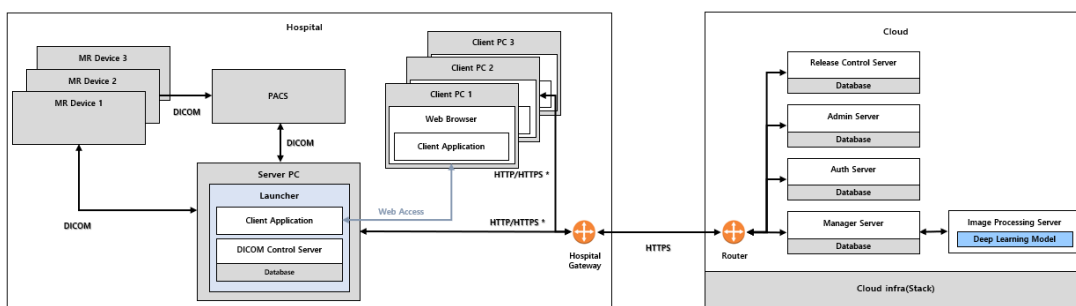 Hospital
MR Device 3
MR Device 2
MR Device 1
DICOM
PACS
DICOM
DICOM
Client PC 3
Client PC 2
Client PC 1
Web Browser
Client Application
HTTP/HTTPS *
Server PC
Launcher
Client Application
DICOM Control Server
Database
Web Access
HTTP/HTTPS *
Hospital
Gateway
HTTPS
Cloud
Router
Release Control Server
Database
Admin Server
Database
Auth Server
Database
Manager Server
Database
Image Processing Server
Deep Learning Model
Cloud infra(Stack)